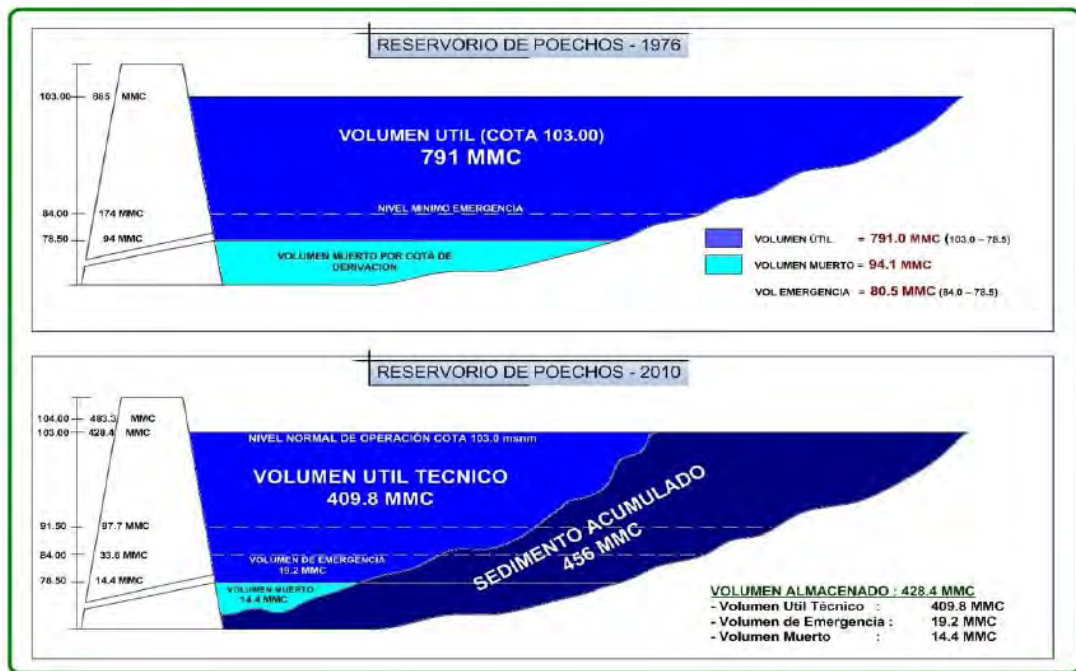 RESERVORIO DE POECHOS - 1976
103.00 885 MMC
VOLUMEN UTIL (COTA 103.00)
791 MMC
84.00 174 MMC
NIVEL MINIMO EMERGENCIA
78.50 94 MMC
VOLUMEN MUERTO POR COTA DE
DERIVACION
VOLUMEN ÚTIL = 791.0 MMC (103.0 – 78.5)
VOLUMEN MUERTO = 94.1 MMC
VOL EMERGENCIA = 80.5 MMC (84.0 – 78.5)
RESERVORIO DE POECHOS - 2010
104.00 483.3 MMC
103.00 428.4 MMC
NIVEL NORMAL DE OPERACIÓN COTA 103.0 msnm
VOLUMEN UTIL TECNICO
409.8 MMC
SEDIMENTO ACUMULADO
456 MMC
91.50 97.7 MMC
84.00 33.6 MMC
VOLUMEN DE EMERGENCIA
19.2 MMC
78.50 14.4 MMC
VOLUMEN MUERTO
14.4 MMC
VOLUMEN ALMACENADO : 428.4 MMC
- Volumen Util Técnico : 409.8 MMC
- Volumen de Emergencia : 19.2 MMC
- Volumen Muerto : 14.4 MMC